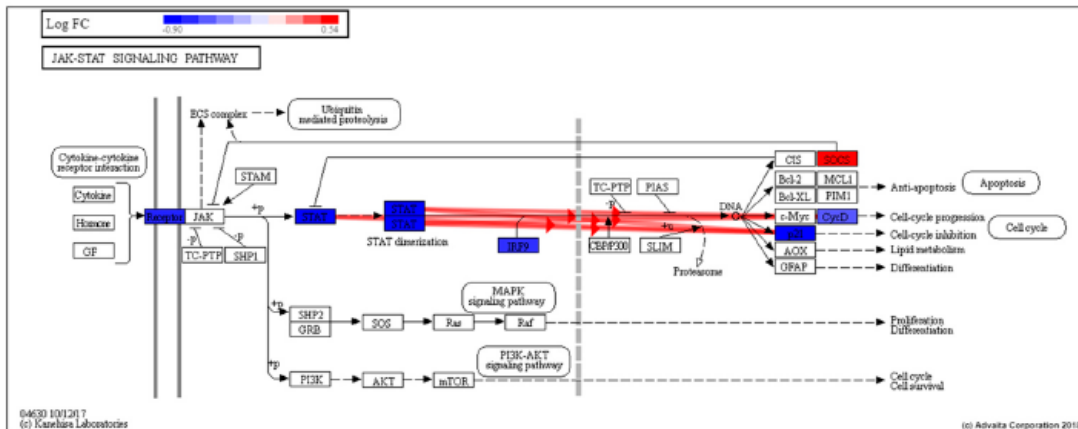 Log FC
-0.90
0.54
JAK-STAT SIGNALING PATHWAY
ECS complex
Ubiquitin
mediated proteolysis
Cytokine-cytokine
receptor interaction
STAM
Cytokine
Hormone
GF
Receptor
JAK
+p
STAT
STAT
STAT
STAT dimerization
IRF9
TC-PTP
PIAS
-p
CBP/P300
+u
SLIM
Proteasome
DNA
CIS
SOCS
Bcl-2
MCL1
Bcl-XL
PIM1
c-Myc
CycD
p21
AOX
GFAP
Anti-apoptosis
Apoptosis
Cell-cycle progression
Cell cycle
Cell-cycle inhibition
Lipid metabolism
Differentiation
-p
-p
TC-PTP
SHP1
+p
SHP2
GRB
SOS
Ras
Raf
MAPK
signaling pathway
Proliferation
Differentiation
+p
PI3K
AKT
mTOR
PI3K-AKT
signaling pathway
Cell cycle
Cell survival
04630 10/12/17
(c) Kanehisa Laboratories